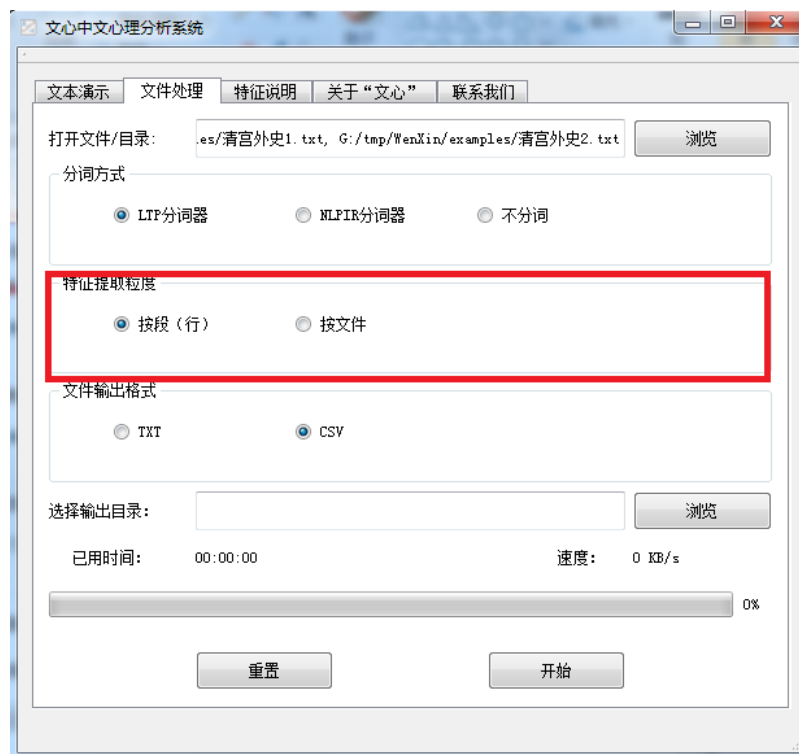 文心中文心理分析系统
文本演示 文件处理 特征说明 关于“文心” 联系我们
打开文件/目录: .es/清宫外史1.txt, G:/tmp/WenXin/examples/清宫外史2.txt 浏览
分词方式
LTP分词器 NLPIR分词器 不分词
特征提取粒度
按段（行） 按文件
文件输出格式
TXT CSV
选择输出目录: 浏览
已用时间: 00:00:00 速度: 0 KB/s
0%
重置 开始